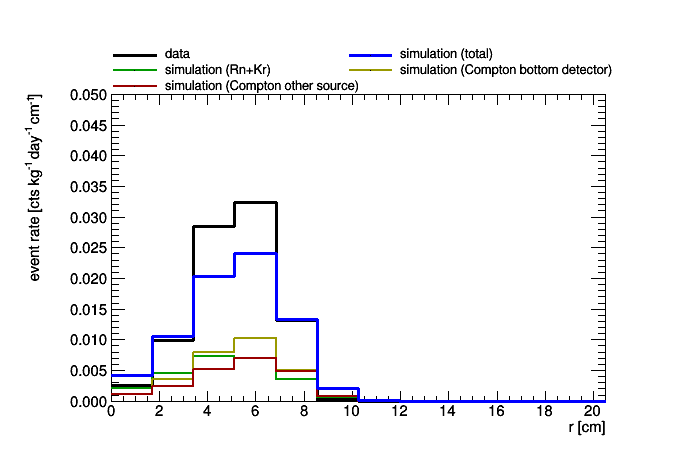 data
simulation (total)
simulation (Rn+Kr)
simulation (Compton bottom detector)
simulation (Compton other source)
event rate [cts kg⁻¹ day⁻¹ cm⁻¹]
0.050
0.045
0.040
0.035
0.030
0.025
0.020
0.015
0.010
0.005
0.000
0 2 4 6 8 10 12 14 16 18 20
r [cm]